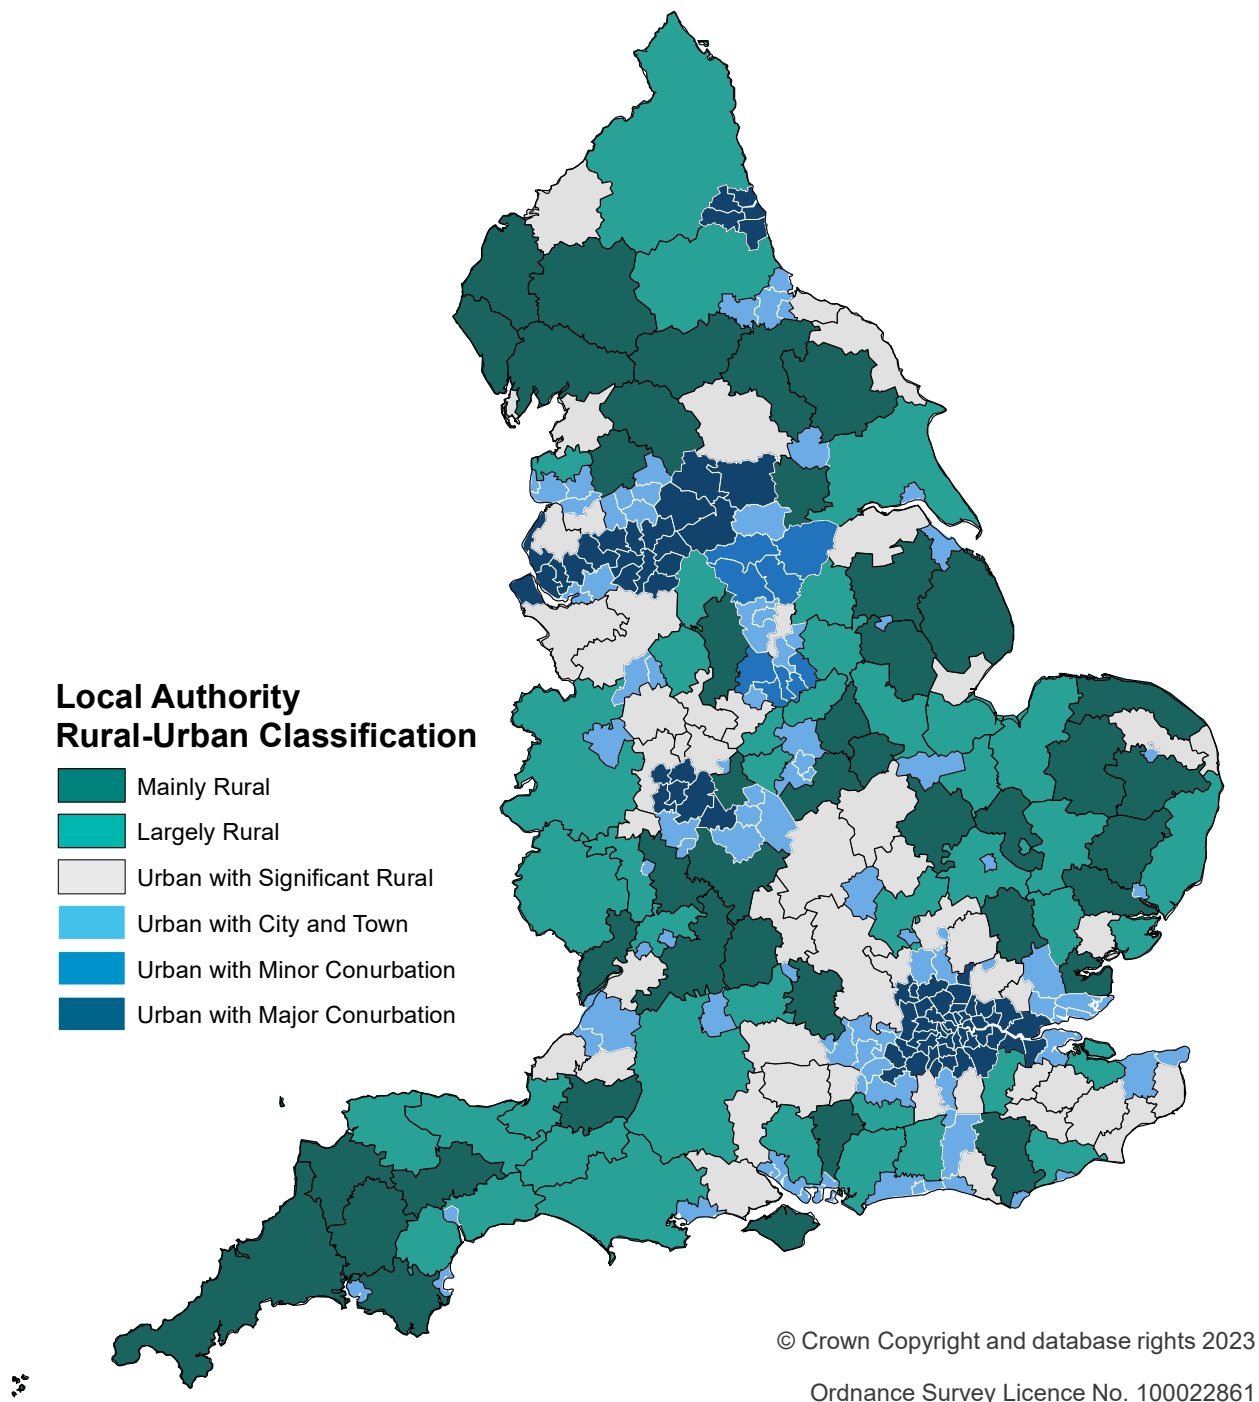 Local Authority
Rural-Urban Classification
Mainly Rural
Largely Rural
Urban with Significant Rural
Urban with City and Town
Urban with Minor Conurbation
Urban with Major Conurbation
© Crown Copyright and database rights 2023
Ordnance Survey Licence No. 100022861